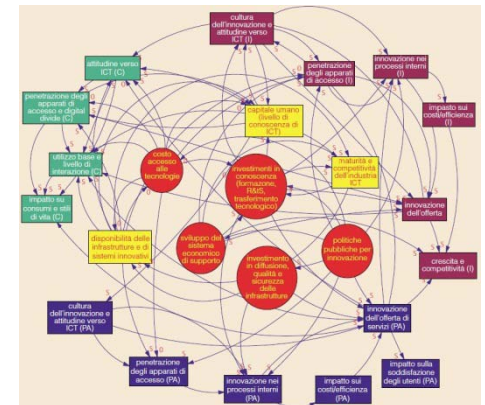 cultura
dell'innovazione e
attitudine verso
ICT (I)
attitudine verso
ICT (C)
penetrazione
degli apparati
di accesso (I)
innovazione nei
processi interni
(I)
penetrazione degli
apparati di
accesso e digital
divide (C)
capitale umano
(livello di
conoscenza di
ICT)
impatto sui
costi/efficienza
(I)
utilizzo base e
livello di
interazione (C)
costo
accesso
alle
tecnologie
investimenti in
conoscenza
(formazione,
R&S,
trasferimento
tecnologico)
maturità e
competitività
dell'industria
ICT
impatto su
consumi e stili
di vita (C)
innovazione
dell'offerta
disponibilità delle
infrastrutture e di
sistemi innovativi
sviluppo del
sistema
economico
di supporto
politiche
pubbliche per
innovazione
investimento
in diffusione,
qualità e
sicurezza
delle
infrastrutture
crescita e
competitività (I)
cultura
dell'innovazione e
attitudine verso
ICT (PA)
innovazione
dell'offerta di
servizi (PA)
penetrazione
degli apparati di
accesso (PA)
innovazione nei
processi interni
(PA)
impatto sui
costi/efficienza
(PA)
impatto sulla
soddisfazione
degli utenti (PA)